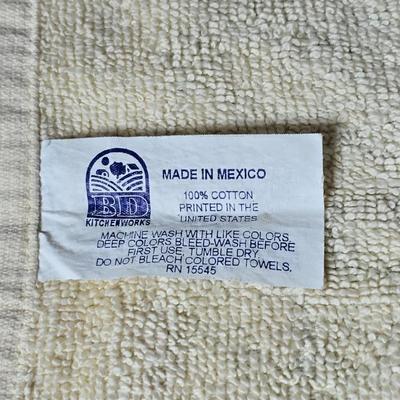 BD
KITCHENWORKS
MADE IN MEXICO
100% COTTON
PRINTED IN THE
UNITED STATES
MACHINE WASH WITH LIKE COLORS,
DEEP COLORS BLEED-WASH BEFORE
FIRST USE, TUMBLE DRY.
DO NOT BLEACH COLORED TOWELS.
RN 15545